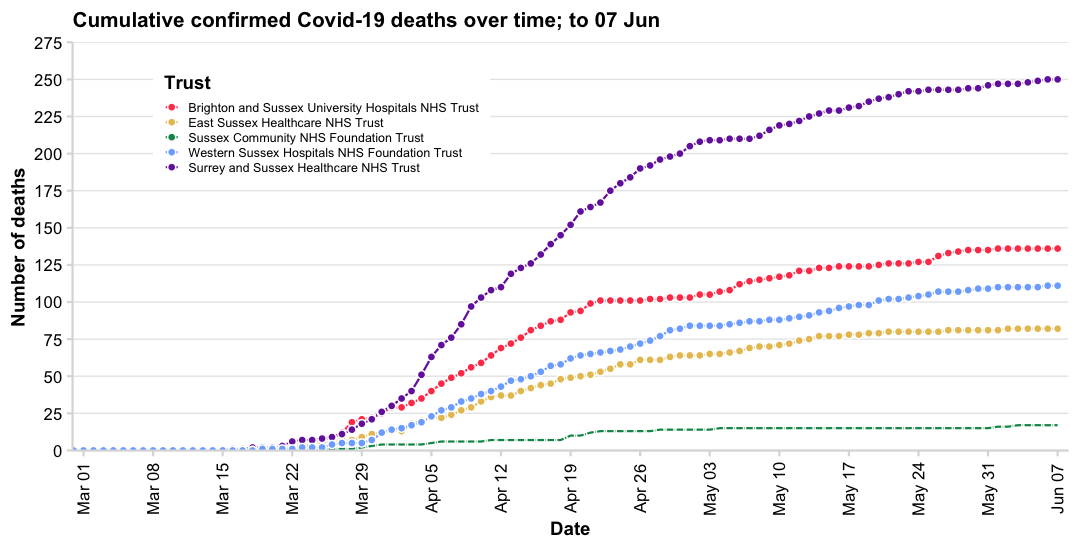 Cumulative confirmed Covid-19 deaths over time; to 07 Jun
275
250
225
200
175
150
125
100
75
50
25
0
Number of deaths
Trust
Brighton and Sussex University Hospitals NHS Trust
East Sussex Healthcare NHS Trust
Sussex Community NHS Foundation Trust
Western Sussex Hospitals NHS Foundation Trust
Surrey and Sussex Healthcare NHS Trust
Mar 01
Mar 08
Mar 15
Mar 22
Mar 29
Apr 05
Apr 12
Apr 19
Apr 26
May 03
May 10
May 17
May 24
May 31
Jun 07
Date